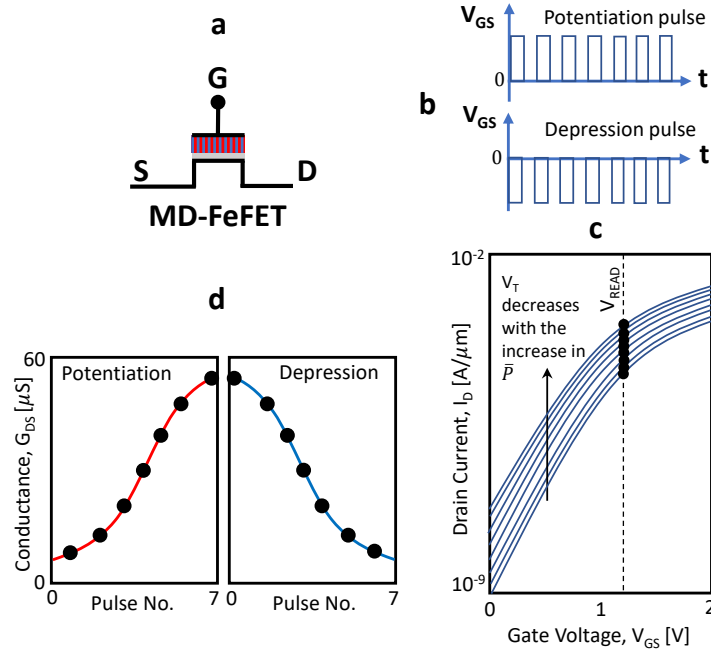 a
G
S
D
MD-FeFET
b
V_GS
Potentiation pulse
0
t
V_GS
Depression pulse
0
t
c
10^-2
V_T
decreases
with the
increase in
P̄
V_READ
Drain Current, I_D [A/μm]
10^-9
0
1
2
Gate Voltage, V_GS [V]
d
60
Potentiation
Depression
Conductance, G_DS [μS]
0
0
7
0
7
Pulse No.
Pulse No.